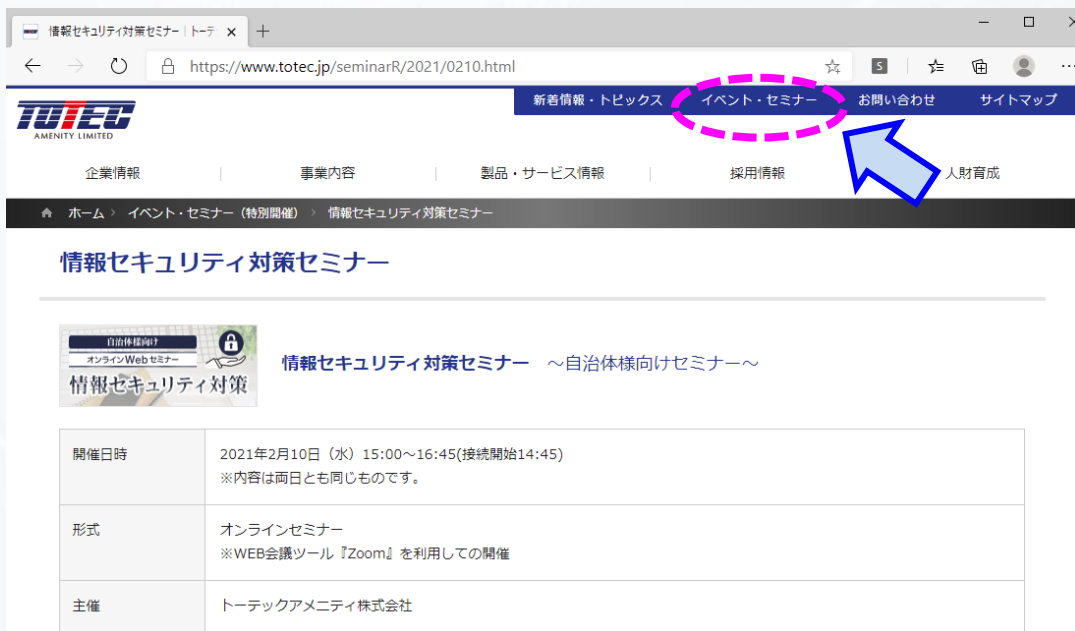 情報セキュリティ対策セミナー | トーテ
https://www.totec.jp/seminarR/2021/0210.html
S
新着情報・トピックス イベント・セミナー お問い合わせ サイトマップ
TOTEC
AMENITY LIMITED
企業情報 事業内容 製品・サービス情報 採用情報 人財育成
ホーム イベント・セミナー（特別開催） 情報セキュリティ対策セミナー
情報セキュリティ対策セミナー
自治体様向け
オンラインWebセミナー
情報セキュリティ対策
情報セキュリティ対策セミナー ～自治体様向けセミナー～
開催日時 2021年2月10日（水）15:00～16:45(接続開始14:45)
※内容は両日とも同じものです。
形式 オンラインセミナー
※WEB会議ツール『Zoom』を利用しての開催
主催 トーテックアメニティ株式会社